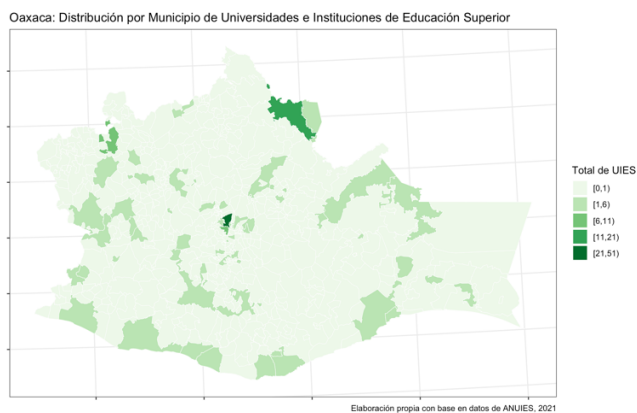 Oaxaca: Distribución por Municipio de Universidades e Instituciones de Educación Superior
Total de UIES
[0,1)
[1,6)
[6,11)
[11,21)
[21,51)
Elaboración propia con base en datos de ANUIES, 2021